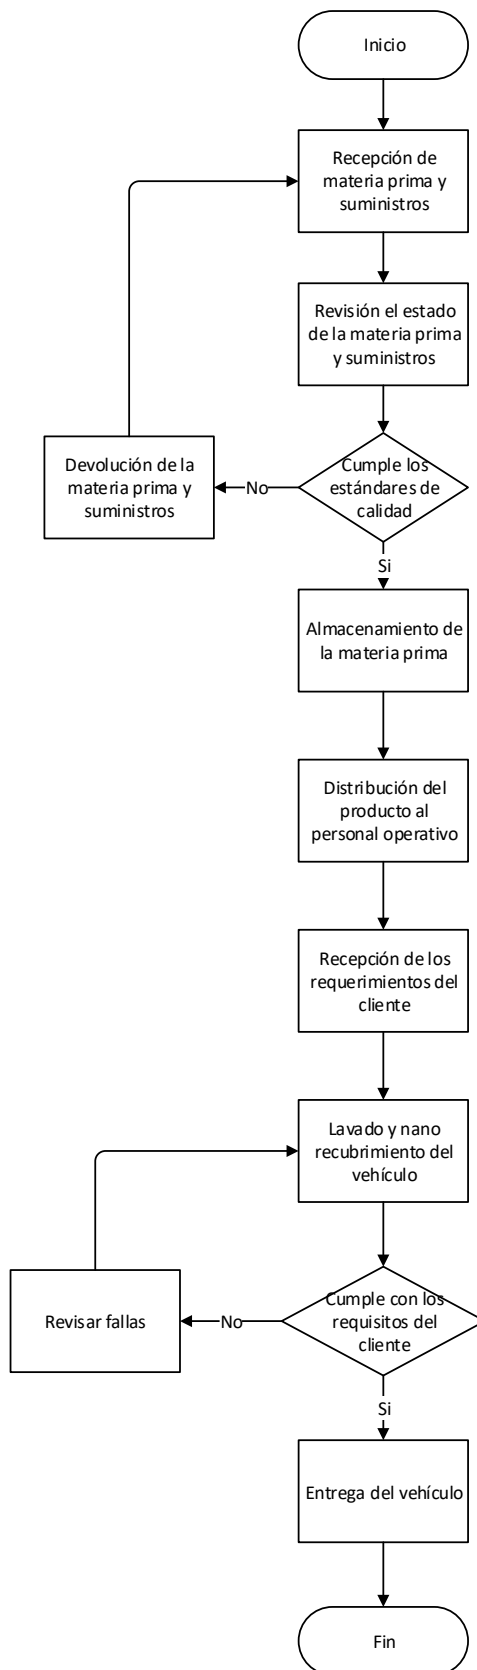 Inicio
Recepción de
materia prima y
suministros
Revisión el estado
de la materia prima
y suministros
Devolución de la
materia prima y
suministros
No
Cumple los
estándares de
calidad
Si
Almacenamiento de
la materia prima
Distribución del
producto al
personal operativo
Recepción de los
requerimientos del
cliente
Lavado y nano
recubrimiento del
vehículo
Revisar fallas
No
Cumple con los
requisitos del
cliente
Si
Entrega del vehículo
Fin